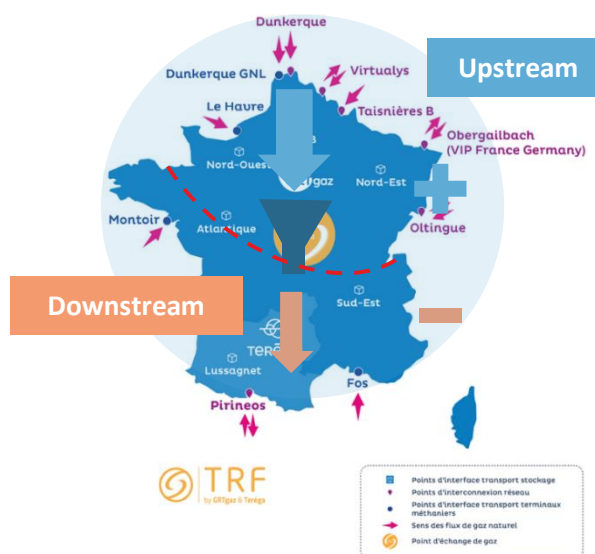 Dunkerque
Upstream
Dunkerque GNL
Virtualys
Taisnières B
Le Havre
Obergailbach
(VIP France Germany)
B
Nord-Ouest
Nord-Est
Montoir
Atlantique
Oltingue
Downstream
Sud-Est
Lussagnet
Fos
Pirineos
TRF
by GRTgaz & Teréga
Points d'interface transport stockage
Points d'interconnexion réseau
Points d'interface transport terminaux
méthaniers
Sens des flux de gaz naturel
Point d'échange de gaz